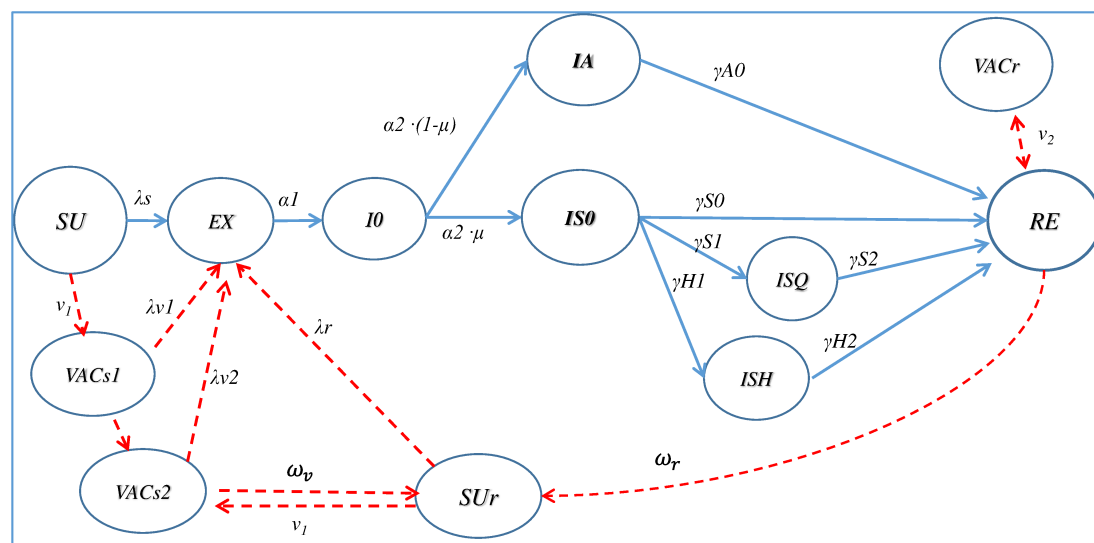 IA
VACr
γA0
α2 ·(1-μ)
v₂
SU
λs
EX
α1
I0
α2 ·μ
IS0
γS0
RE
γS1
ISQ
γS2
γH1
v₁
λv1
VACs1
λv2
λr
ISH
γH2
VACs2
ωᵥ
v₁
SUr
ωᵣ